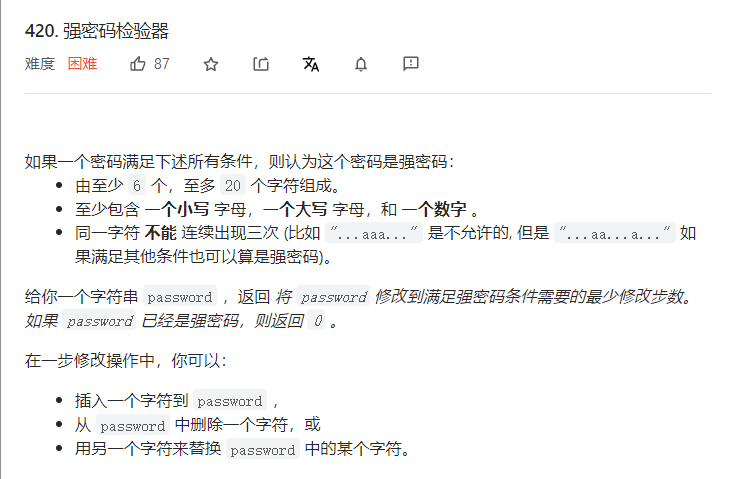 420. 强密码检验器
难度 困难 87
如果一个密码满足下述所有条件，则认为这个密码是强密码：
由至少 6 个，至多 20 个字符组成。
至少包含 一个小写 字母，一个大写 字母，和 一个数字 。
同一字符 不能 连续出现三次 (比如 "...aaa..." 是不允许的, 但是 "...aa...a..." 如
果满足其他条件也可以算是强密码)。
给你一个字符串 password ，返回 将 password 修改到满足强密码条件需要的最少修改步数。
如果 password 已经是强密码，则返回 0 。
在一步修改操作中，你可以：
插入一个字符到 password ，
从 password 中删除一个字符，或
用另一个字符来替换 password 中的某个字符。